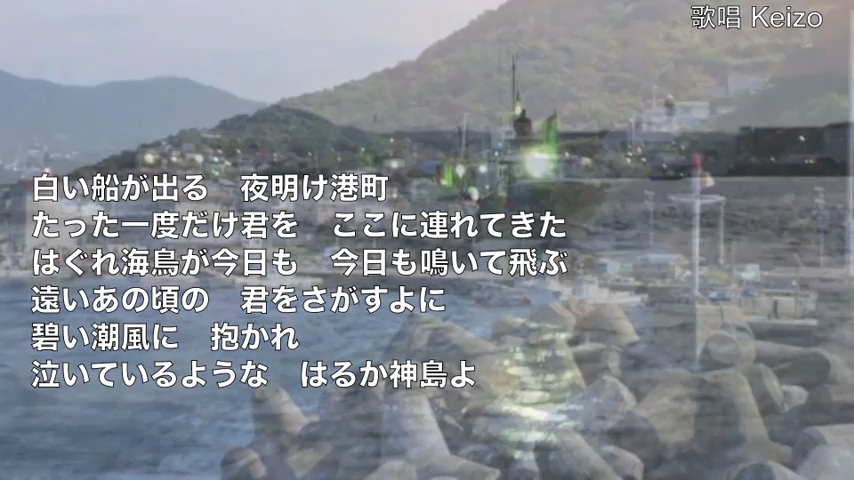 歌唱 Keizo
白い船が出る　夜明け港町
たった一度だけ君を　ここに連れてきた
はぐれ海鳥が今日も　今日も鳴いて飛ぶ
遠いあの頃の　君をさがすよに
碧い潮風に　抱かれ
泣いているような　はるか神島よ